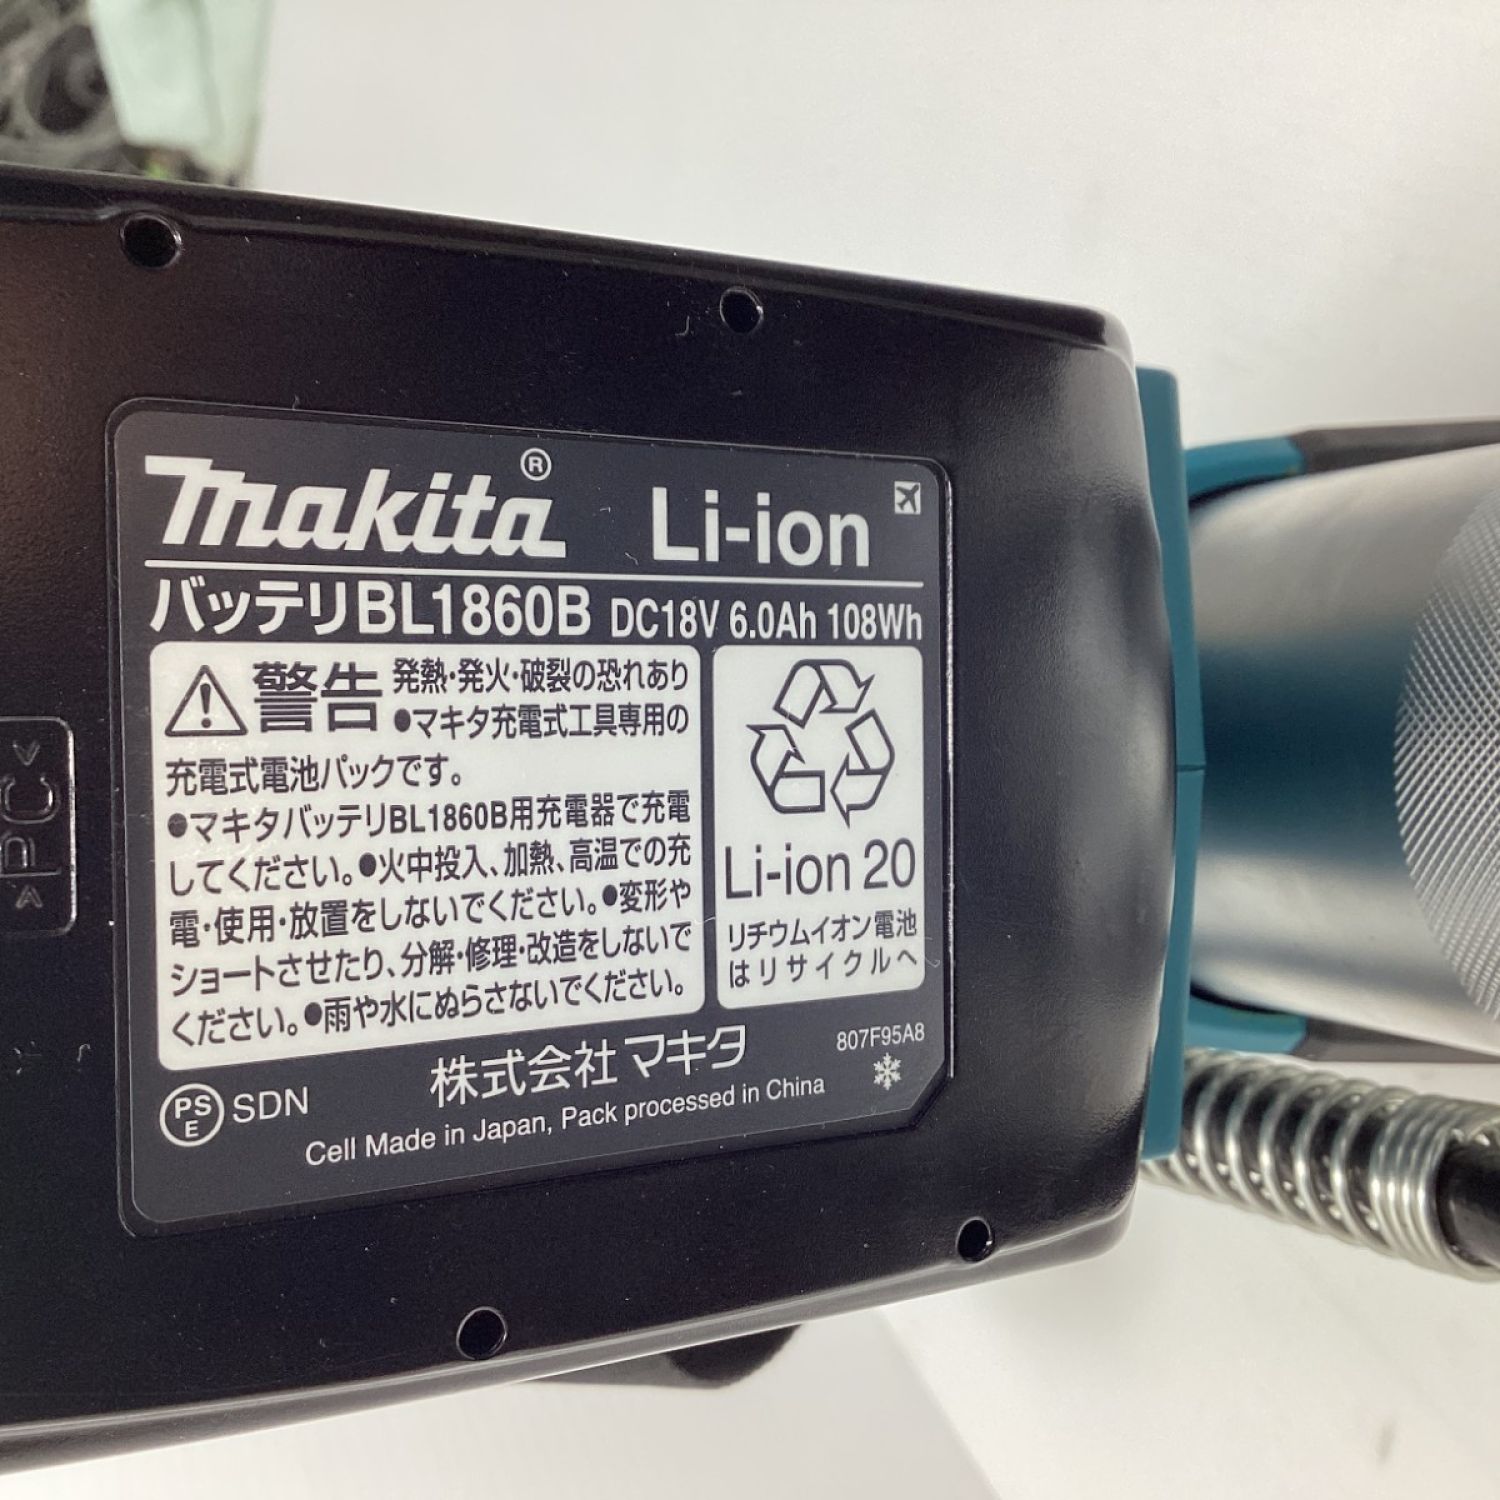 makita®
Li-ion
バッテリBL1860B DC18V 6.0Ah 108Wh
警告 発熱・発火・破裂の恐れあり
●マキタ充電式工具専用の
充電式電池パックです。
●マキタバッテリBL1860B用充電器で充電
してください。●火中投入、加熱、高温での充
電・使用・放置をしないでください。●変形や
ショートさせたり、分解・修理・改造をしないで
ください。●雨や水にぬらさないでください。
Li-ion 20
リチウムイオン電池
はリサイクルへ
株式会社マキタ
807F95A8
PS
E
SDN
Cell Made in Japan, Pack processed in China
>PC<